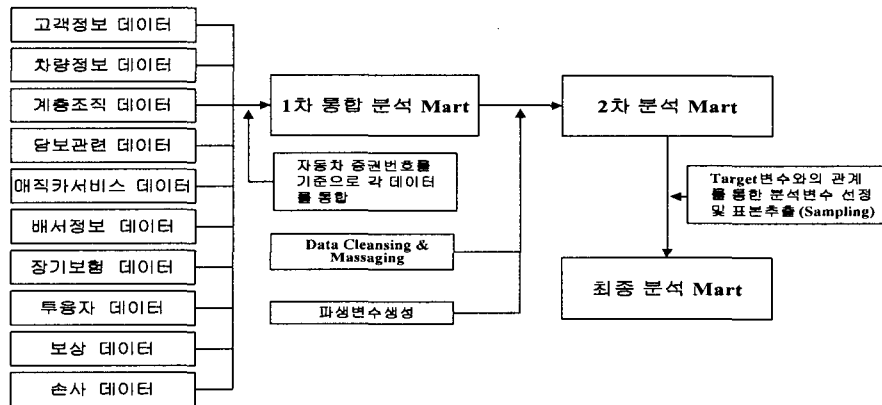 고객정보 데이터
차량정보 데이터
계층조직 데이터
담보관련 데이터
매직카서비스 데이터
배서정보 데이터
장기보험 데이터
투융자 데이터
보상 데이터
손사 데이터
1차 통합 분석 Mart
자동차 증권번호를
기준으로 각 데이터
를 통합
Data Cleansing &
Massaging
파생변수생성
2차 분석 Mart
Target변수와의 관계
를 통한 분석변수 선정
및 표본추출(Sampling)
최종 분석 Mart